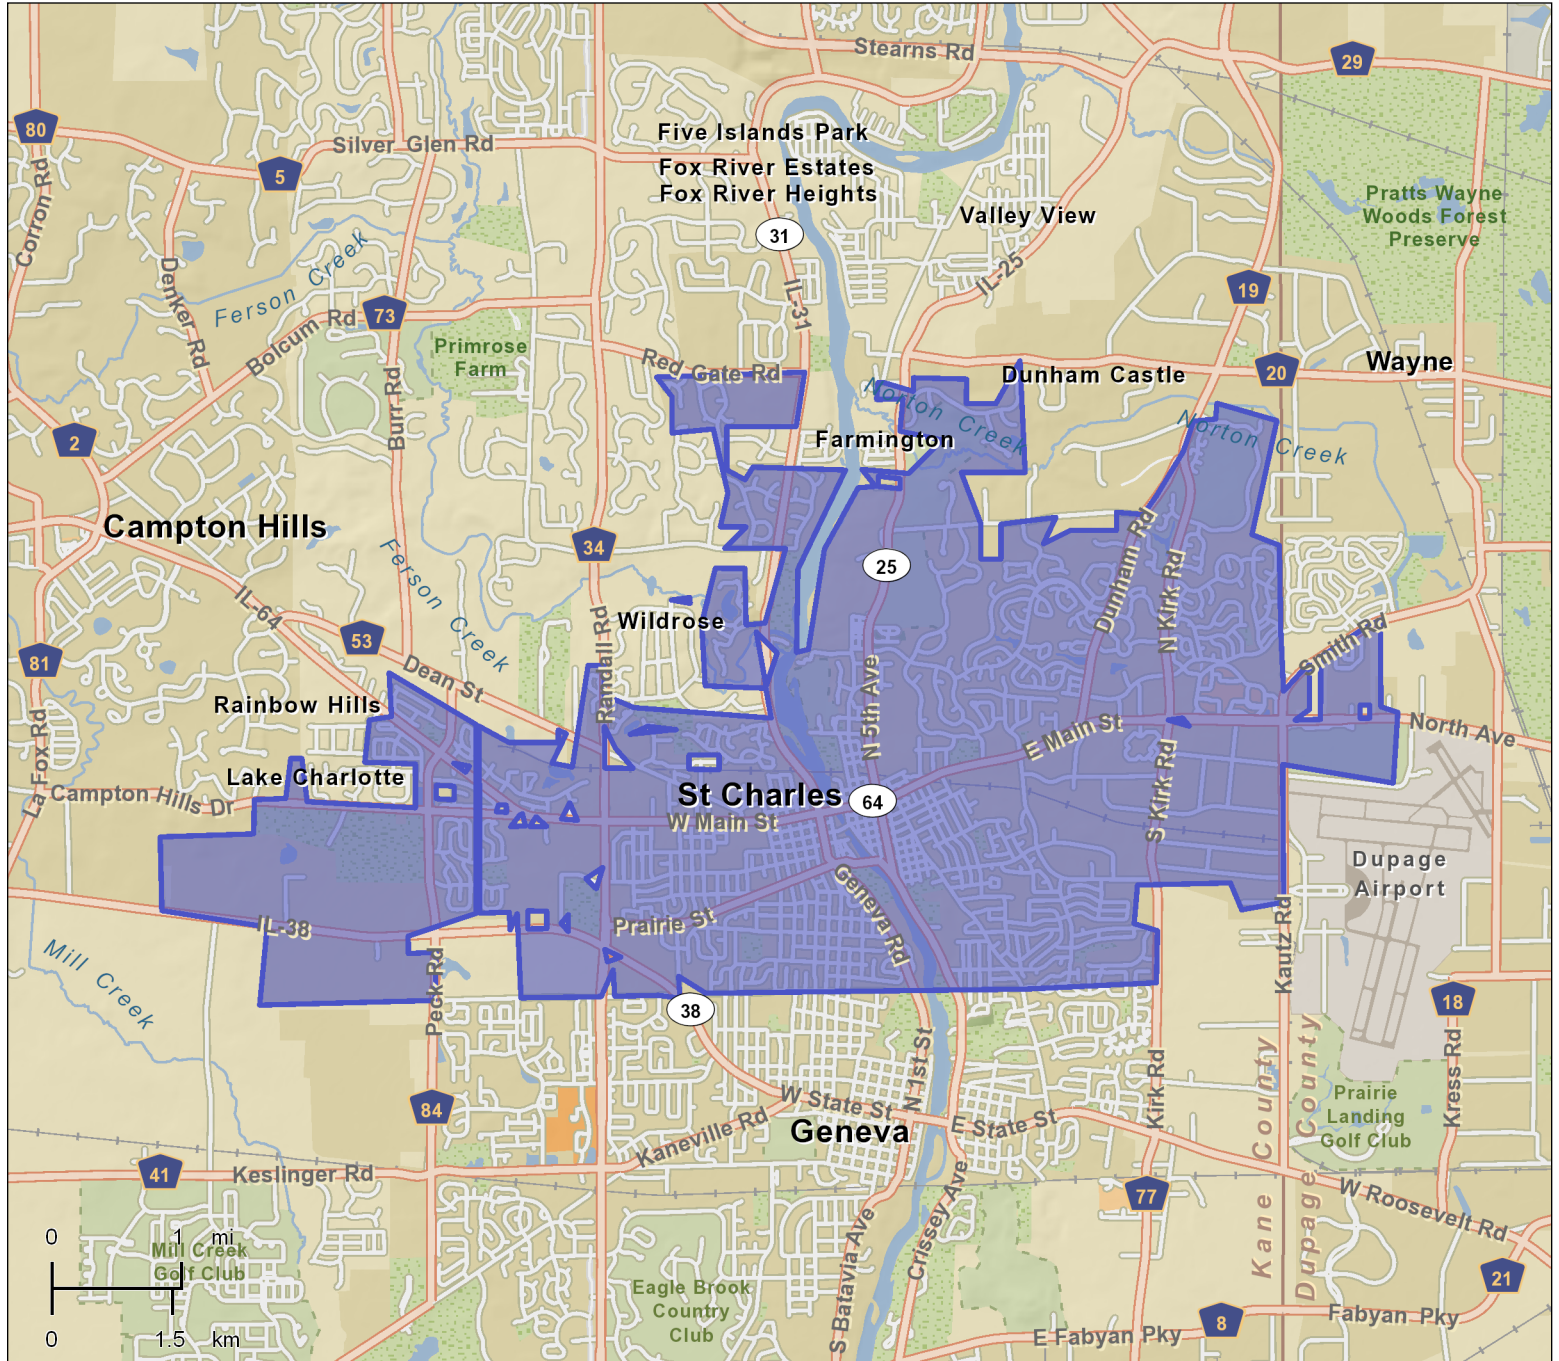 Stearns Rd
29
80
Silver Glen Rd
Five Islands Park
5
Fox River Estates
Fox River Heights
Corron Rd
Valley View
Pratts Wayne
Woods Forest
Preserve
31
Ferson Creek
Denker Rd
IL-25
19
IL-31
73
Bolcum Rd
Primrose
Farm
Red Gate Rd
Dunham Castle
20
Wayne
Burr Rd
Norton Creek
Norton Creek
2
Farmington
Campton Hills
34
25
Dunham Rd
N Kirk Rd
Ferson Creek
IL-64
Wildrose
53
Smith Rd
81
Dean St
Randall Rd
N 5th Ave
Rainbow Hills
E Main St
North Ave
La Fox Rd
Lake Charlotte
S Kirk Rd
Campton Hills Dr
St Charles
64
W Main St
Dupage
Airport
Geneva Rd
IL-38
Prairie St
Mill Creek
Peck Rd
Kautz Rd
38
18
N 1st St
Kirk Rd
Kress Rd
84
W State St
E State St
Prairie
Landing
Golf Club
Kane County
Dupage County
Kaneville Rd
Geneva
41
Keslinger Rd
77
W Roosevelt Rd
S Batavia Ave
Crissey Ave
0 1 mi
Mill Creek
Golf Club
0 1.5 km
Eagle Brook
Country
Club
21
8
Fabyan Pky
E Fabyan Pky